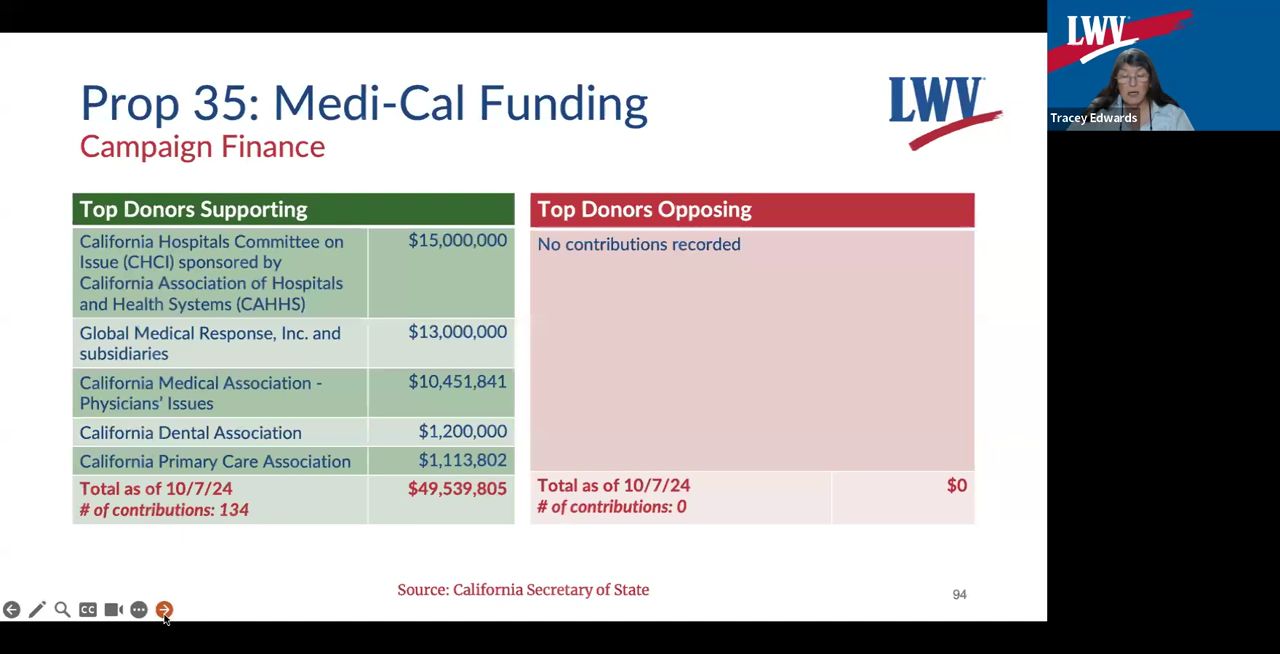 Prop 35: Medi-Cal Funding
Campaign Finance
LWV
Top Donors Supporting
California Hospitals Committee on
Issue (CHCI) sponsored by
California Association of Hospitals
and Health Systems (CAHHS)
$15,000,000
Global Medical Response, Inc. and
subsidiaries
$13,000,000
California Medical Association -
Physicians’ Issues
$10,451,841
California Dental Association
$1,200,000
California Primary Care Association
$1,113,802
Total as of 10/7/24
# of contributions: 134
$49,539,805
Top Donors Opposing
No contributions recorded
Total as of 10/7/24
# of contributions: 0
$0
Source: California Secretary of State
94
CC
LWV
Tracey Edwards